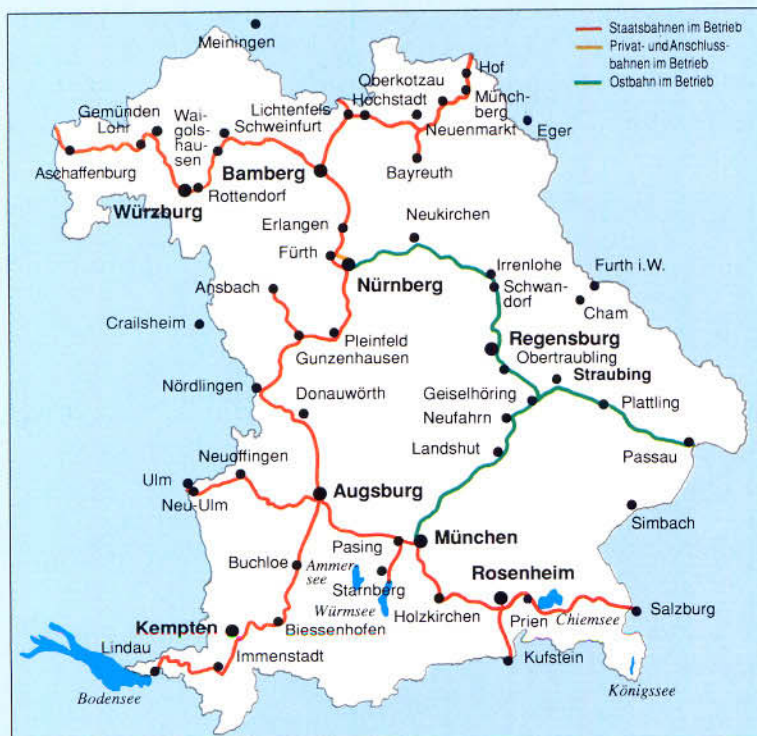 Meiningen
Staatsbahnen im Betrieb
Privat- und Anschluss-
bahnen im Betrieb
Ostbahn im Betrieb
Hof
Oberkotzau
Hochstadt
Münch-
berg
Neuenmarkt
Eger
Bayreuth
Lichtenfels
Schweinfurt
Gemünden
Lohr
Wai-
gols-
hausen
Aschaffenburg
Bamberg
Rottendorf
Würzburg
Erlangen
Neukirchen
Fürth
Nürnberg
Irrenlohe
Schwan-
dorf
Furth i.W.
Cham
Ansbach
Crailsheim
Pleinfeld
Gunzenhausen
Regensburg
Obertraubling
Straubing
Nördlingen
Donauwörth
Geiselhöring
Neufahrn
Plattling
Landshut
Passau
Neuoffingen
Ulm
Neu-Ulm
Augsburg
Simbach
Pasing
München
Buchloe
Ammer-
see
Starnberg
Würmsee
Rosenheim
Holzkirchen
Prien
Chiemsee
Salzburg
Kempten
Biessenhofen
Lindau
Immenstadt
Kufstein
Bodensee
Königssee